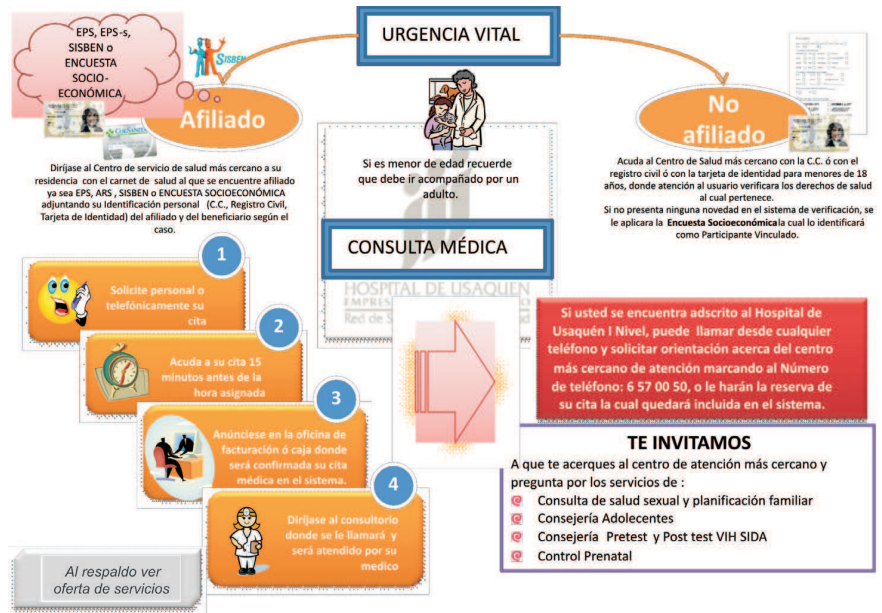 URGENCIA VITAL
EPS, EPS-s,
SISBEN o
ENCUESTA
SOCIO-
ECONÓMICA
SISBEN
Afiliado
COLSANITAS
Diríjase al Centro de servicio de salud más cercano a su
residencia con el carnet de salud al que se encuentre afiliado
ya sea EPS, ARS , SISBEN o ENCUESTA SOCIOECONÓMICA
adjuntando su Identificación personal (C.C., Registro Civil,
Tarjeta de Identidad) del afiliado y del beneficiario según el
caso.
Si es menor de edad recuerde
que debe ir acompañado por un
adulto.
No
afiliado
Acuda al Centro de Salud más cercano con la C.C. ó con el
registro civil ó con la tarjeta de identidad para menores de 18
años, donde atención al usuario verificara los derechos de salud
al cual pertenece.
Si no presenta ninguna novedad en el sistema de verificación, se
le aplicara la Encuesta Socioeconómica la cual lo identificará
como Participante Vinculado.
CONSULTA MÉDICA
HOSPITAL DE USAQUEN
EMPRES
Red de S
1
Solicite personal o
telefónicamente su
cita
2
Acuda a su cita 15
minutos antes de la
hora asignada
3
Anúnciese en la oficina de
facturación ó caja donde
será confirmada su cita
médica en el sistema.
4
Diríjase al consultorio
donde se le llamará y
será atendido por su
medico
Si usted se encuentra adscrito al Hospital de
Usaquén I Nivel, puede llamar desde cualquier
teléfono y solicitar orientación acerca del centro
más cercano de atención marcando al Número
de teléfono: 6 57 00 50, o le harán la reserva de
su cita la cual quedará incluida en el sistema.
TE INVITAMOS
A que te acerques al centro de atención más cercano y
pregunta por los servicios de :
Consulta de salud sexual y planificación familiar
Consejería Adolecentes
Consejería Pretest y Post test VIH SIDA
Control Prenatal
Al respaldo ver
oferta de servicios